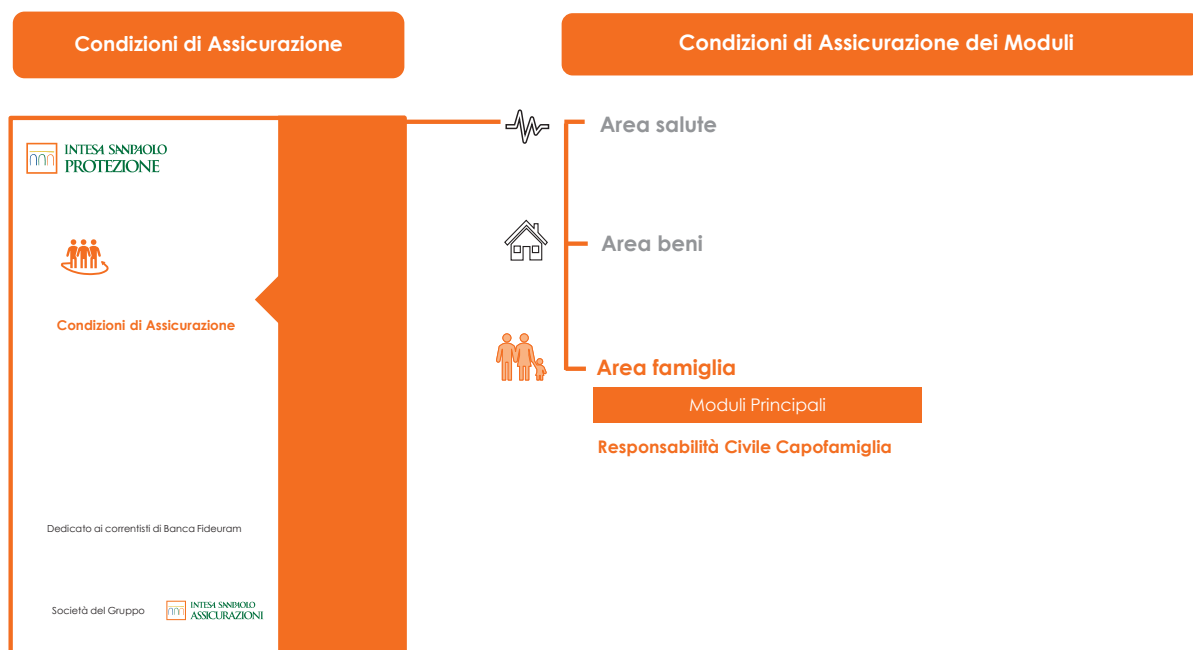 Condizioni di Assicurazione
Condizioni di Assicurazione dei Moduli
INTESA SANPAOLO
PROTEZIONE
Condizioni di Assicurazione
Dedicato ai correntisti di Banca Fideuram
Società del Gruppo
INTESA SANPAOLO
ASSICURAZIONI
Area salute
Area beni
Area famiglia
Moduli Principali
Responsabilità Civile Capofamiglia